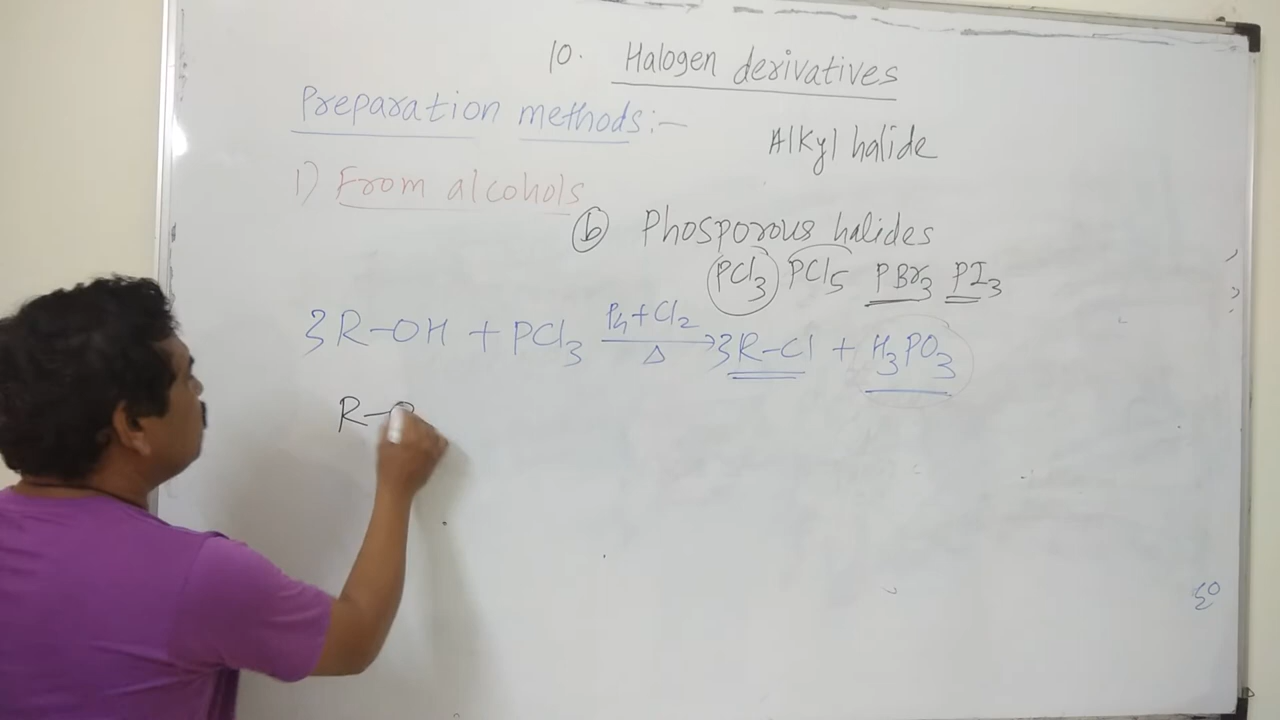 10. Halogen derivatives
Preparation methods:-
Alkyl halide
1) From alcohols
b Phosporous halides
PCl3 PCl5 PBr3 PI3
3R-OH + PCl3 P4+Cl2 Δ → 3R-Cl + H3PO3
R-